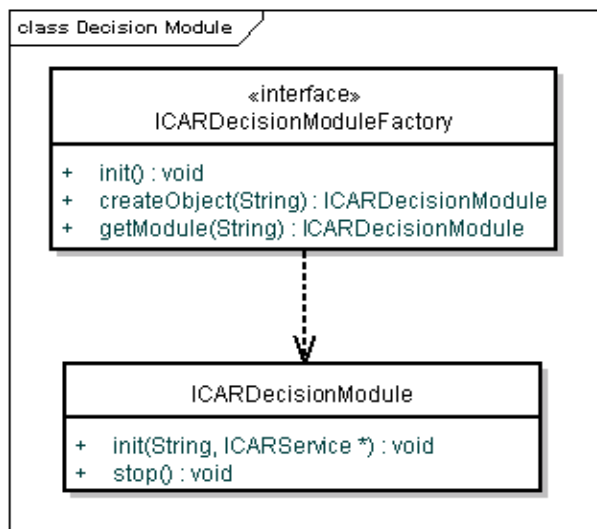 class Decision Module
«interface»
ICARDecisionModuleFactory
+ init() : void
+ createObject(String) : ICARDecisionModule
+ getModule(String) : ICARDecisionModule
ICARDecisionModule
+ init(String, ICARService *) : void
+ stop() : void